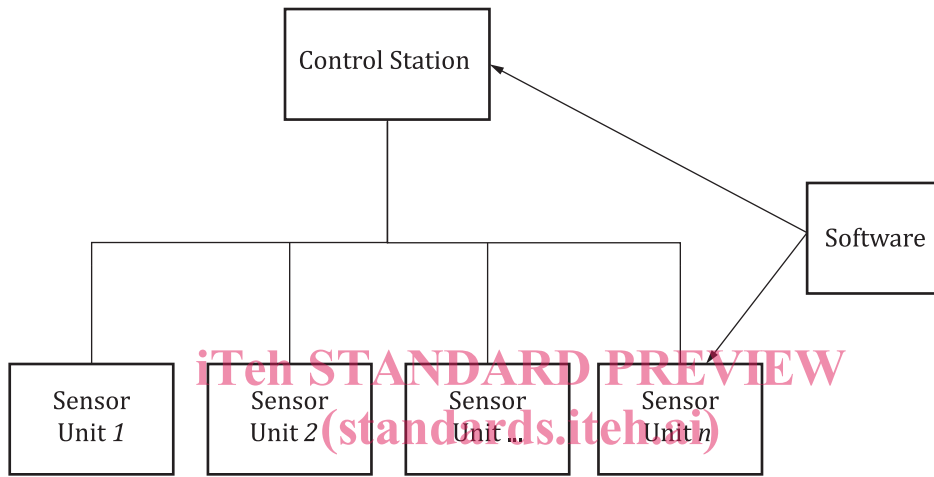 Control Station
Software
iTeh STANDARD PREVIEW
(standards.iteh.ai)
Sensor
Unit 1
Sensor
Unit 2
Sensor
Unit ...
Sensor
Unit n